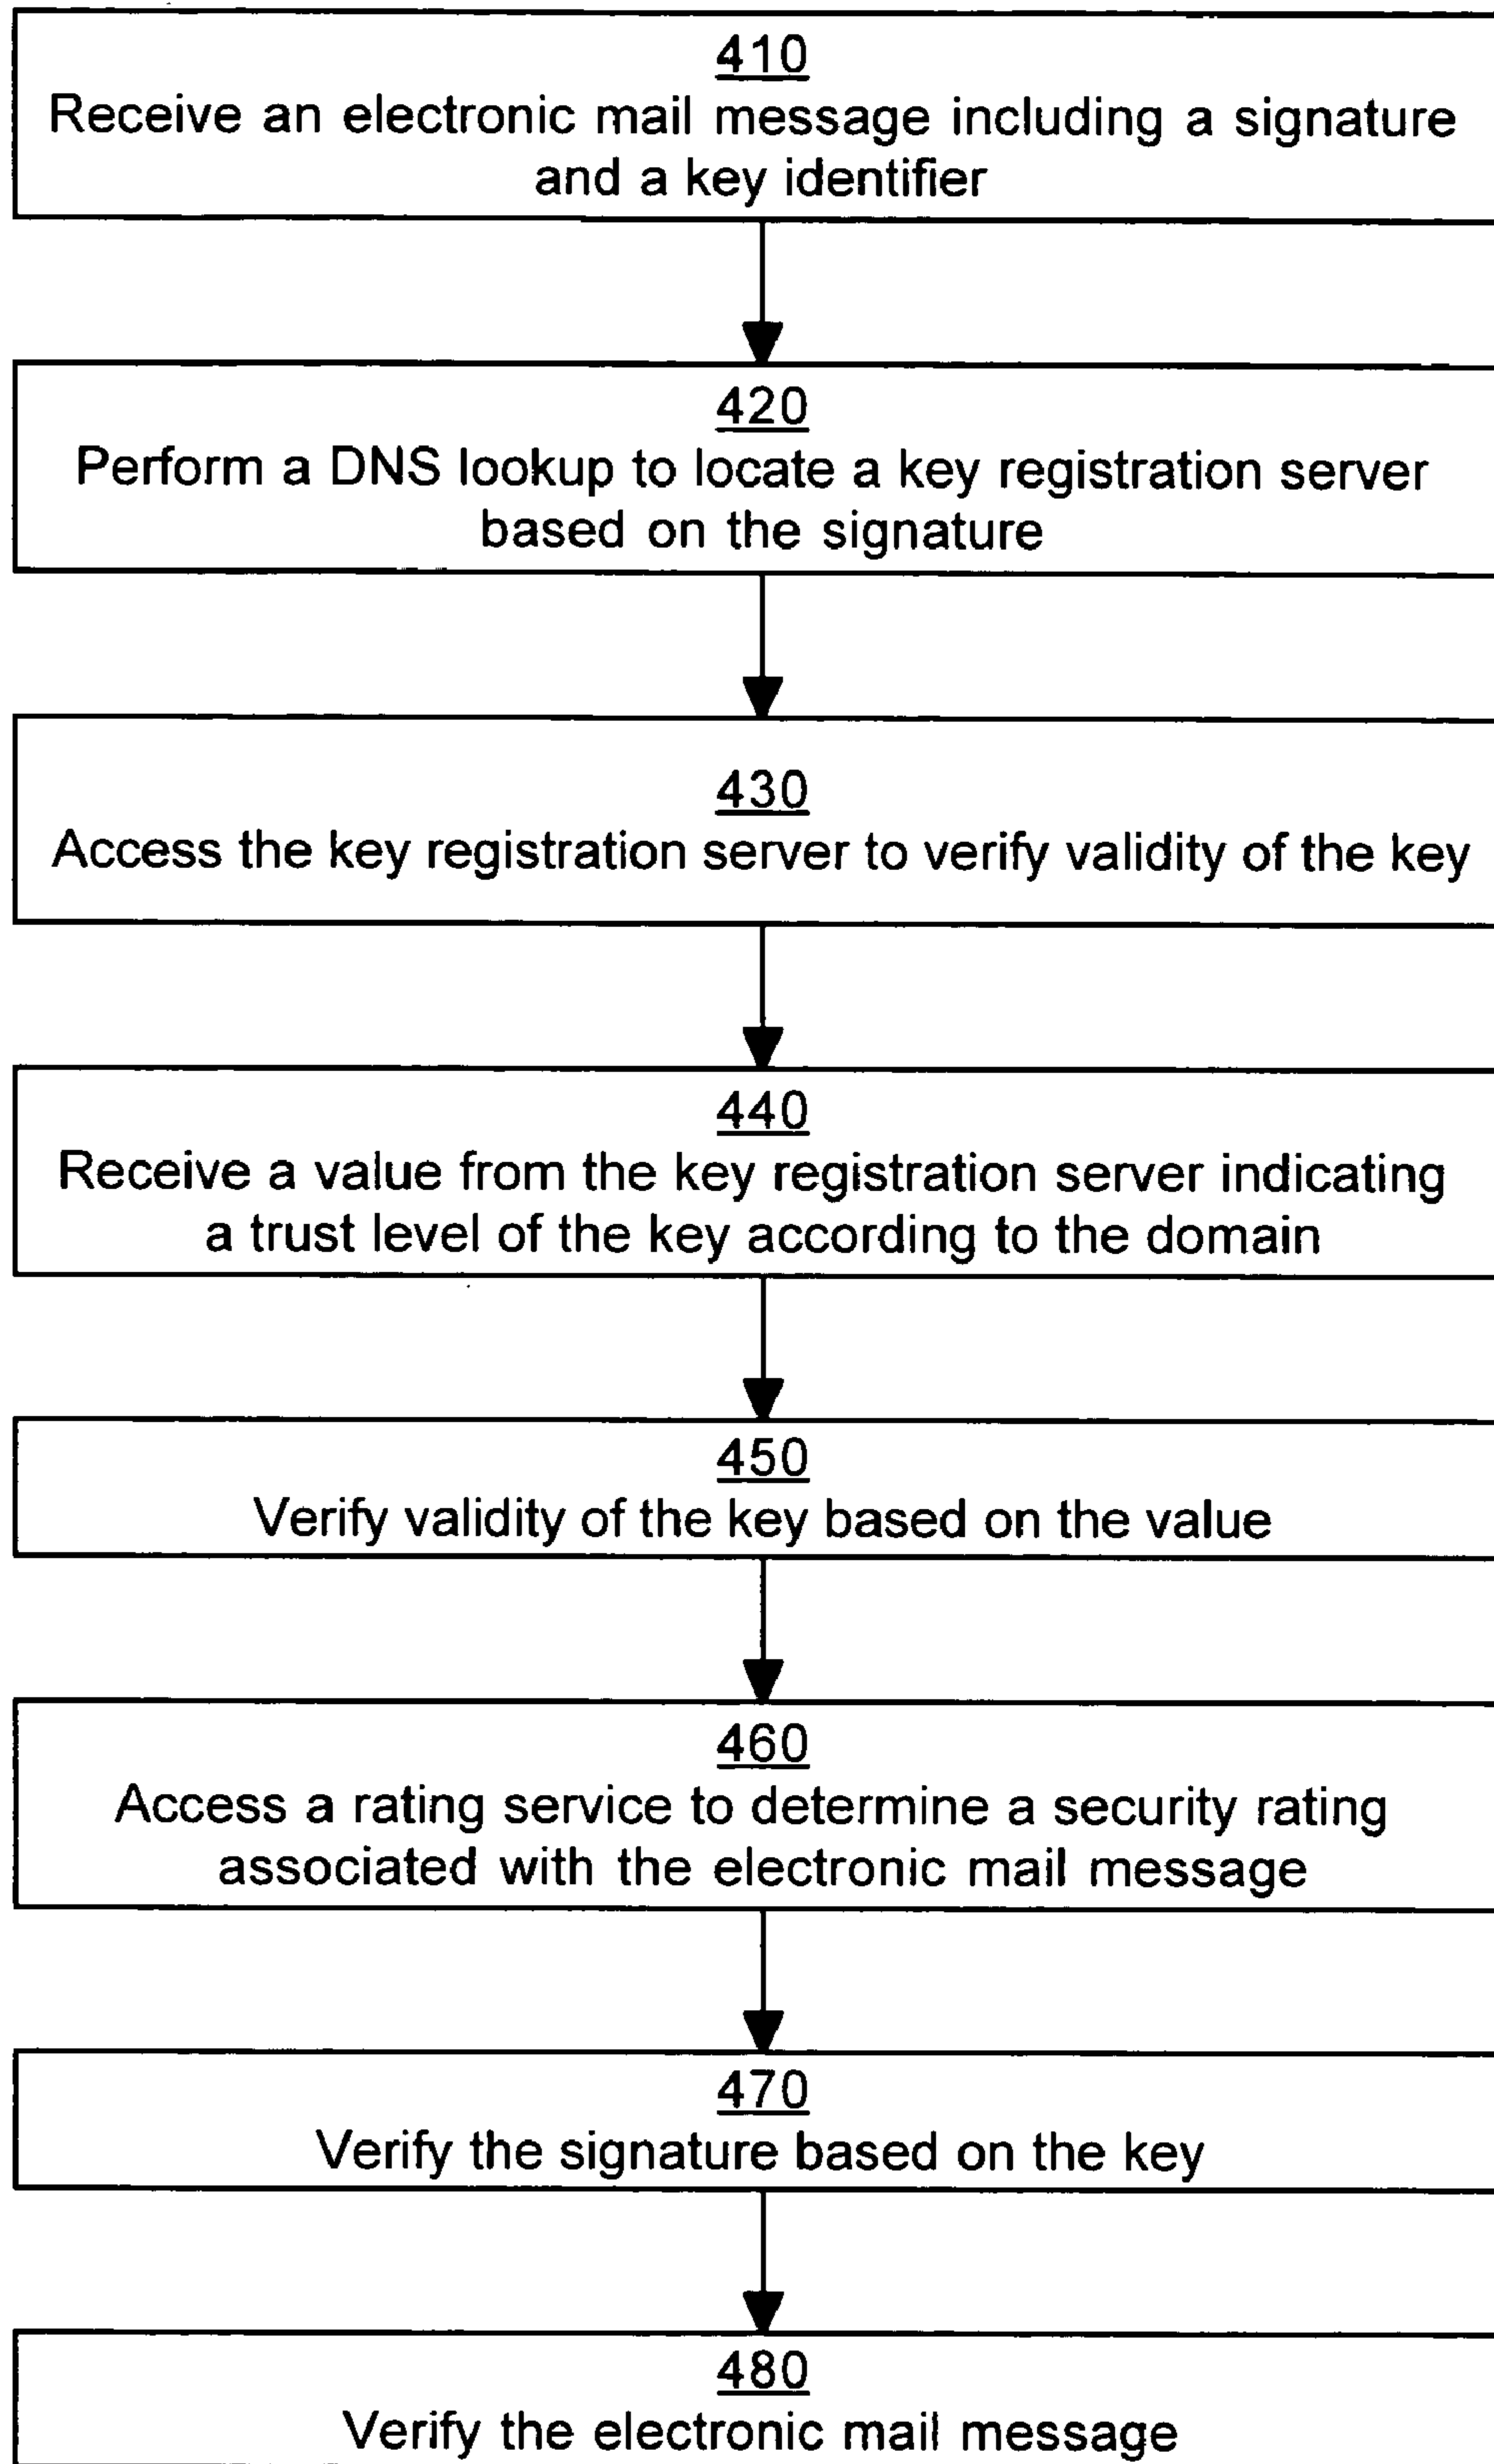 410
Receive an electronic mail message including a signature
and a key identifier
420
Perform a DNS lookup to locate a key registration server
based on the signature
430
Access the key registration server to verify validity of the key
440
Receive a value from the key registration server indicating
a trust level of the key according to the domain
450
Verify validity of the key based on the value
460
Access a rating service to determine a security rating
associated with the electronic mail message
470
Verify the signature based on the key
480
Verify the electronic mail message